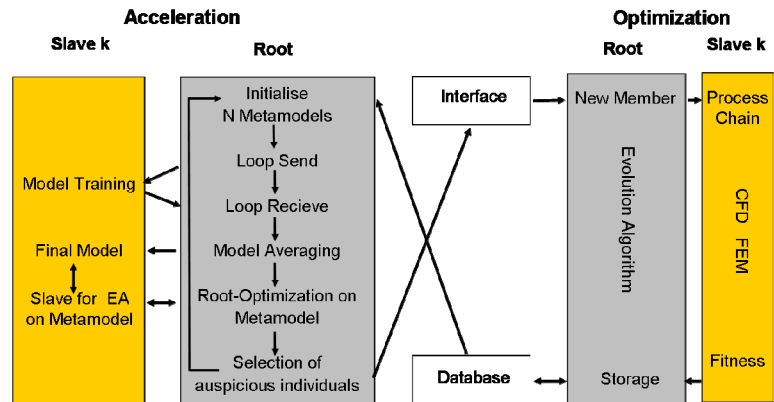 Acceleration
Optimization
Slave k
Root
Root
Slave k
Initialise
N Metamodels
Loop Send
Loop Recieve
Model Averaging
Root-Optimization on
Metamodel
Selection of
auspicious individuals
Model Training
Final Model
Slave for EA
on Metamodel
Interface
Database
New Member
Evolution Algorithm
Storage
Process
Chain
CFD FEM
Fitness